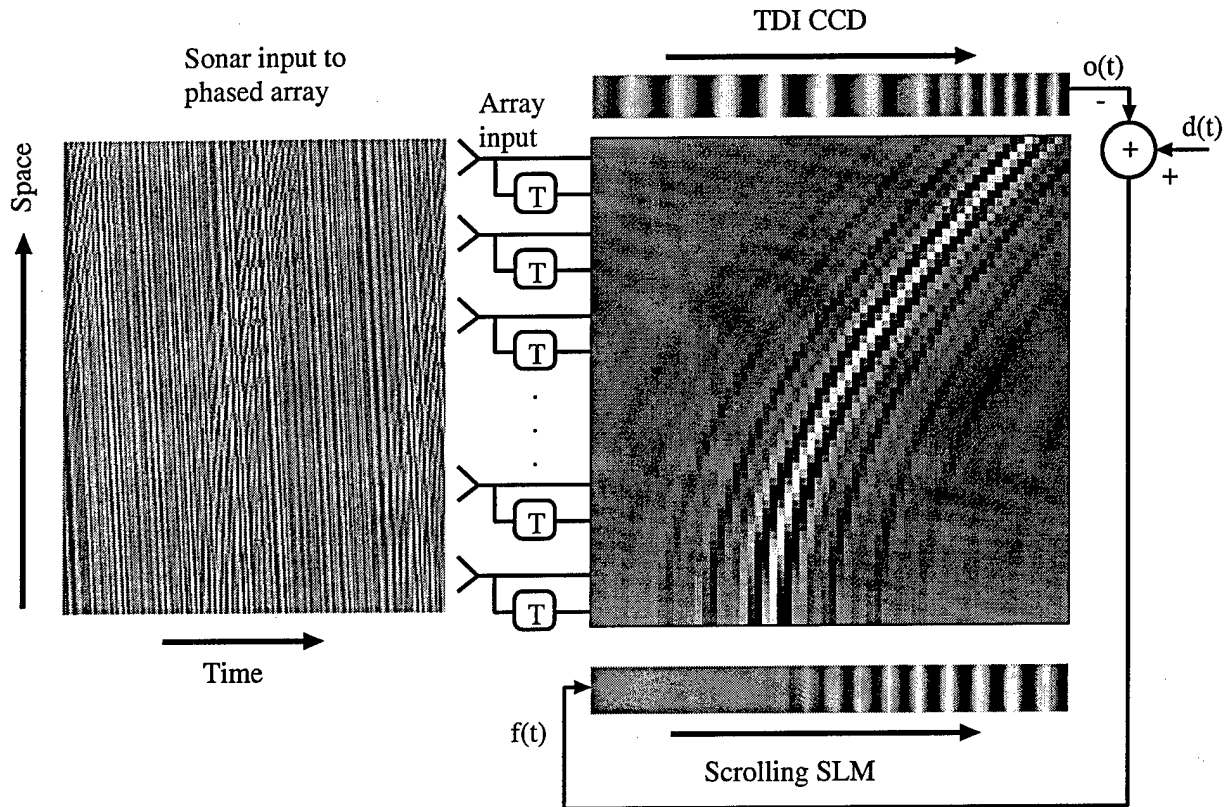 TDI CCD
Sonar input to
phased array
Array
input
o(t)
-
d(t)
+
+
Space
T
T
T
T
T
Time
f(t)
Scrolling SLM